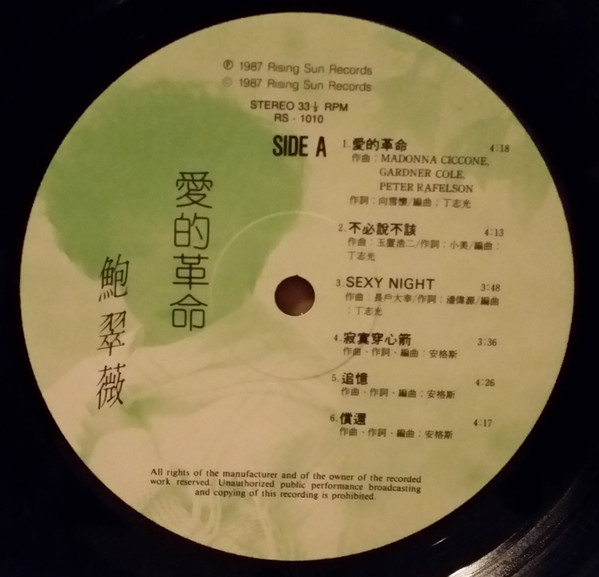 ℗ 1987 Rising Sun Records
© 1987 Rising Sun Records
STEREO 33⅓ RPM
RS - 1010
SIDE A
愛的革命
鮑翠薇
1. 愛的革命 4:18
作曲：MADONNA CICCONE,
GARDNER COLE,
PETER RAFELSON
作詞：向雪懷/編曲：丁志光
2. 不必說不該 4:13
作曲：玉置浩二/作詞：小美/編曲：
丁志光
3. SEXY NIGHT 3:48
作曲：長戶大幸/作詞：潘偉源/編曲
：丁志光
4. 寂寞穿心箭 3:36
作曲、作詞、編曲：安格斯
5. 追憶 4:26
作曲、作詞、編曲：安格斯
6. 償還 4:17
作曲、作詞、編曲：安格斯
All rights of the manufacturer and of the owner of the recorded
work reserved. Unauthorized public performance broadcasting
and copying of this recording is prohibited.